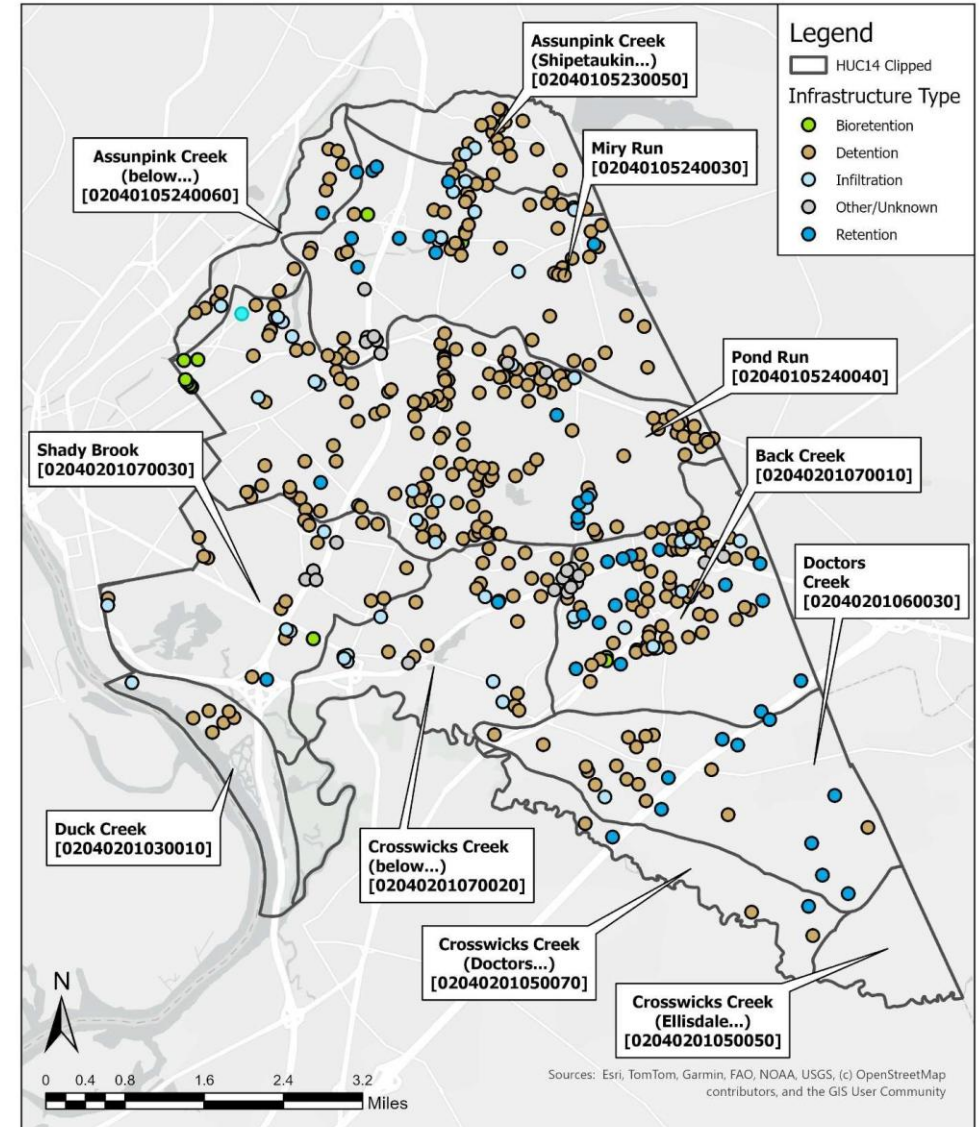 Legend
HUC14 Clipped
Infrastructure Type
Bioretention
Detention
Infiltration
Other/Unknown
Retention
Assunpink Creek
(Shipetaukin...)
[02040105230050]
Assunpink Creek
(below...)
[02040105240060]
Miry Run
[02040105240030]
Pond Run
[02040105240040]
Shady Brook
[02040201070030]
Back Creek
[02040201070010]
Doctors
Creek
[02040201060030]
Duck Creek
[02040201030010]
Crosswicks Creek
(below...)
[02040201070020]
Crosswicks Creek
(Doctors...)
[02040201050070]
Crosswicks Creek
(Ellisdale...)
[02040201050050]
N
0 0.4 0.8 1.6 2.4 3.2
Miles
Sources: Esri, TomTom, Garmin, FAO, NOAA, USGS, (c) OpenStreetMap
contributors, and the GIS User Community